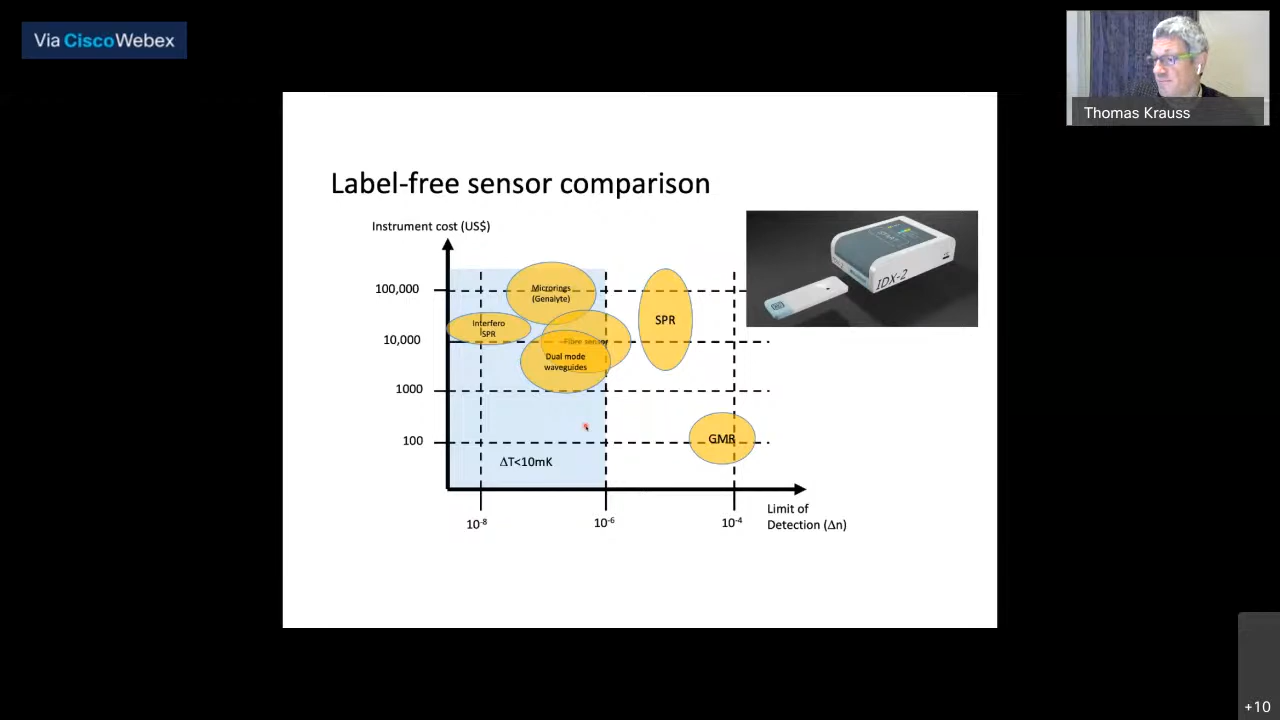 Via CiscoWebex
Thomas Krauss
Label-free sensor comparison
Instrument cost (US$)
100,000
10,000
1000
100
Microrings
(Genalyte)
Interfero
SPR
Fibre sensor
Dual mode
waveguides
SPR
GMR
ΔT<10mK
10⁻⁸
10⁻⁶
10⁻⁴
Limit of
Detection (Δn)
IDX-2
+10